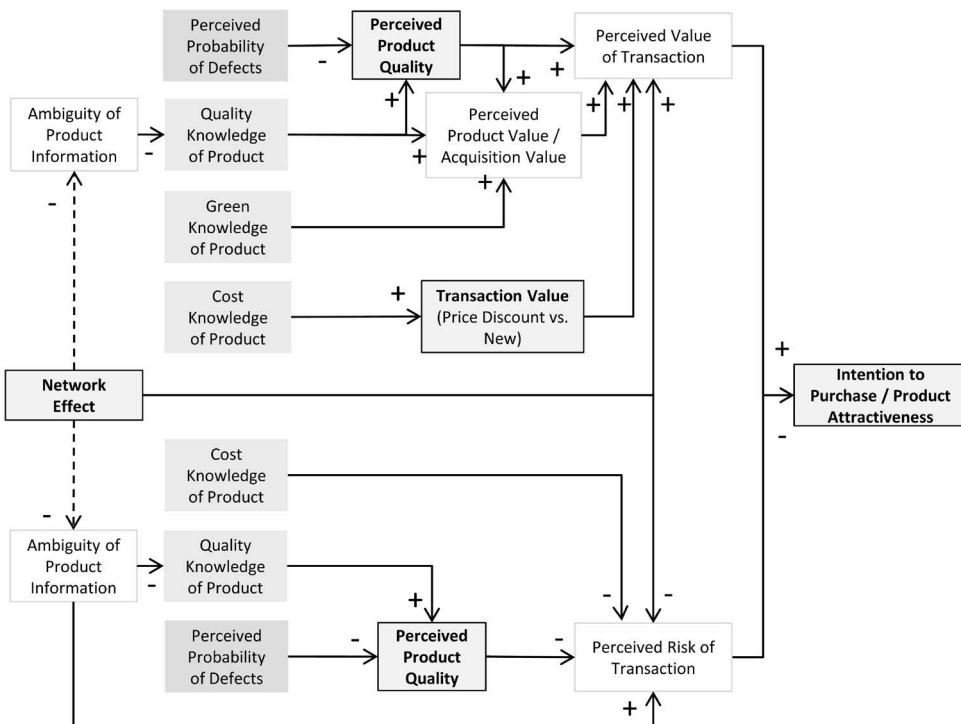 Perceived
Probability
of Defects
-
Perceived
Product
Quality
+
+
Perceived Value
of Transaction
Ambiguity of
Product
Information
-
Quality
Knowledge
of Product
+
+
+
Perceived
Product Value /
Acquisition Value
+
+
+
-
Green
Knowledge
of Product
Cost
Knowledge
of Product
+
Transaction Value
(Price Discount vs.
New)
Network
Effect
+
-
Intention to
Purchase / Product
Attractiveness
Cost
Knowledge
of Product
-
-
-
Ambiguity of
Product
Information
-
Quality
Knowledge
of Product
+
Perceived
Probability
of Defects
-
Perceived
Product
Quality
-
Perceived Risk of
Transaction
+